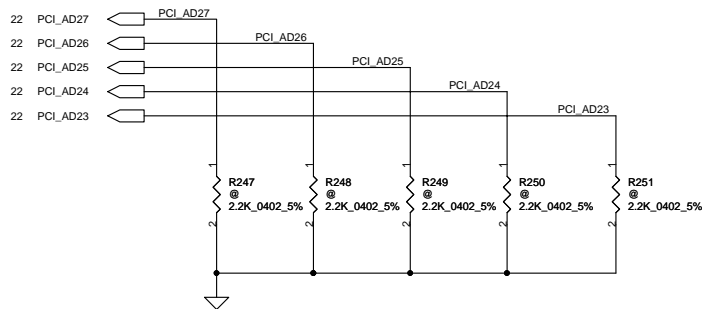 22 PCI_AD27 PCI_AD27
22 PCI_AD26 PCI_AD26
22 PCI_AD25 PCI_AD25
22 PCI_AD24 PCI_AD24
22 PCI_AD23 PCI_AD23
1 1 1 1 1
R247 R248 R249 R250 R251
@ @ @ @ @
2.2K_0402_5% 2.2K_0402_5% 2.2K_0402_5% 2.2K_0402_5% 2.2K_0402_5%
2 2 2 2 2